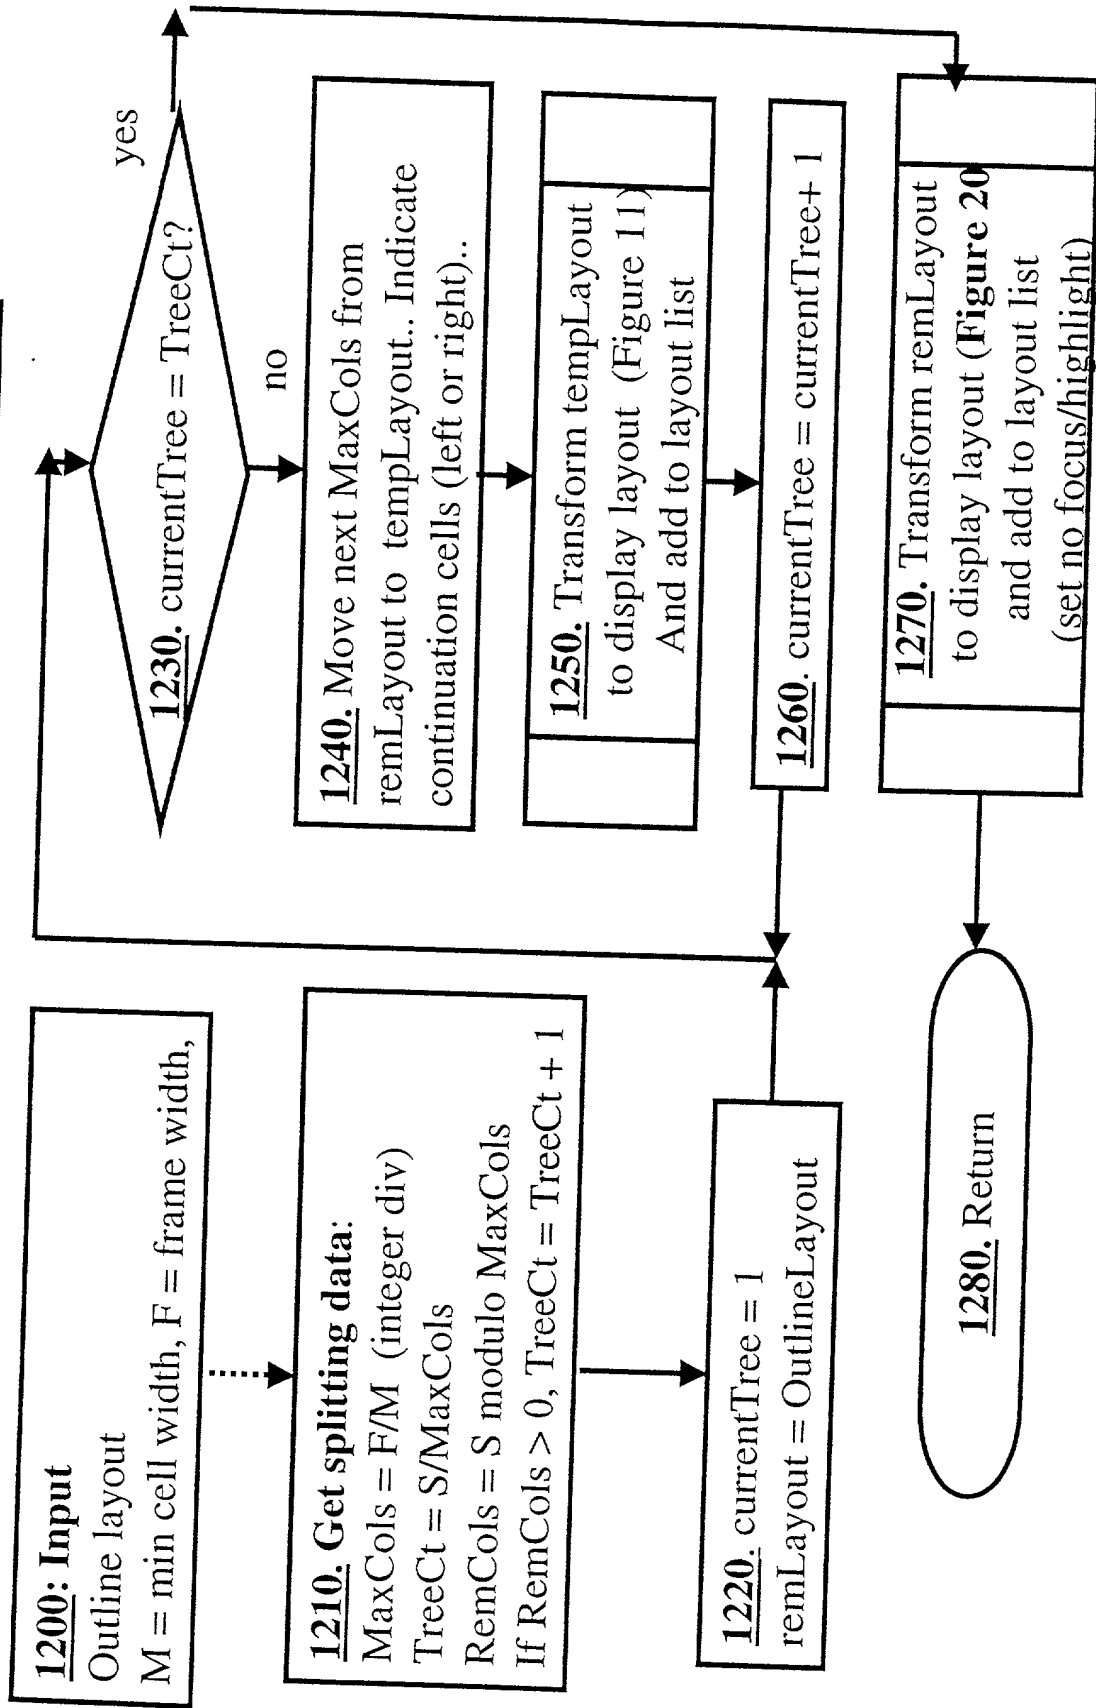 1200: Input
Outline layout
M = min cell width, F = frame width,
1210. Get splitting data:
MaxCols = F/M (integer div)
TreeCt = S/MaxCols
RemCols = S modulo MaxCols
If RemCols > 0, TreeCt = TreeCt + 1
1220. currentTree = 1
remLayout = OutlineLayout
1230. currentTree = TreeCt?
yes
no
1240. Move next MaxCols from
remLayout to tempLayout.. Indicate
continuation cells (left or right)..
1250. Transform tempLayout
to display layout (Figure 11)
And add to layout list
1260. currentTree = currentTree+ 1
1270. Transform remLayout
to display layout (Figure 20
and add to layout list
(set no focus/highlight)
1280. Return